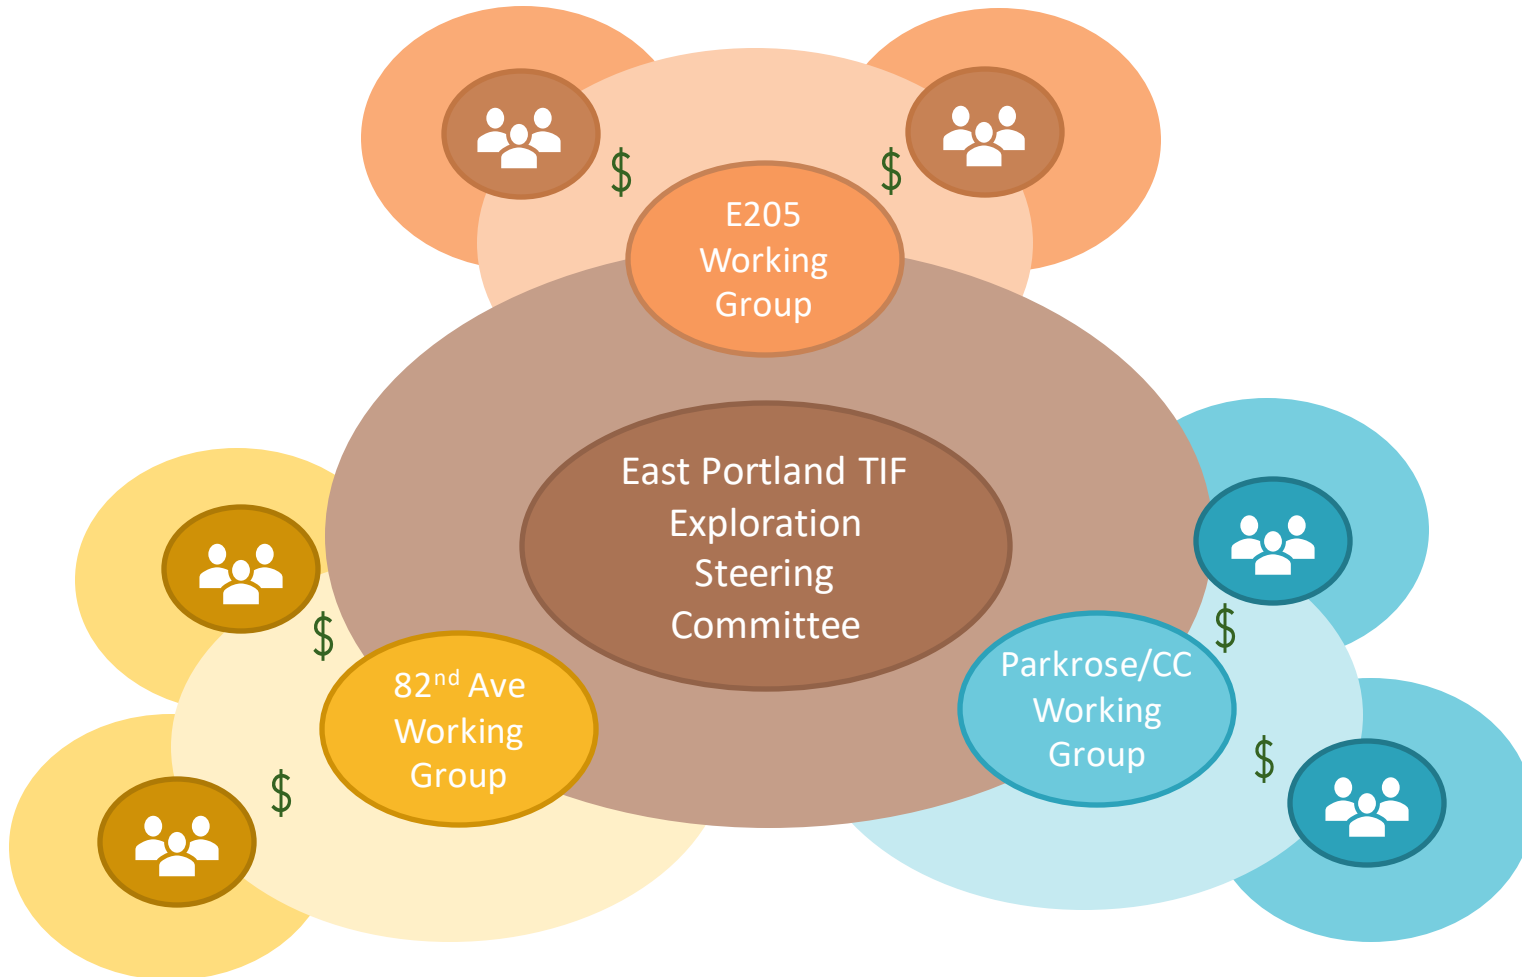 $
$
E205
Working
Group
East Portland TIF
Exploration
Steering
Committee
$
$
82nd Ave
Working
Group
$
Parkrose/CC
Working
Group
$